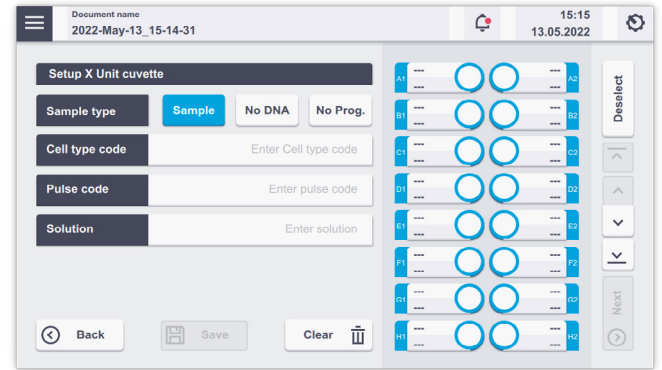 Document name
2022-May-13_15-14-31
15:15
13.05.2022
Setup X Unit cuvette
Sample type
Sample
No DNA
No Prog.
Cell type code
Enter Cell type code
Pulse code
Enter pulse code
Solution
Enter solution
Back
Save
Clear
A1 --- --- A2
--- ---
B1 --- --- B2
--- ---
C1 --- --- C2
--- ---
D1 --- --- D2
--- ---
E1 --- --- E2
--- ---
F1 --- --- F2
--- ---
G1 --- --- G2
--- ---
H1 --- --- H2
--- ---
Deselect
Next